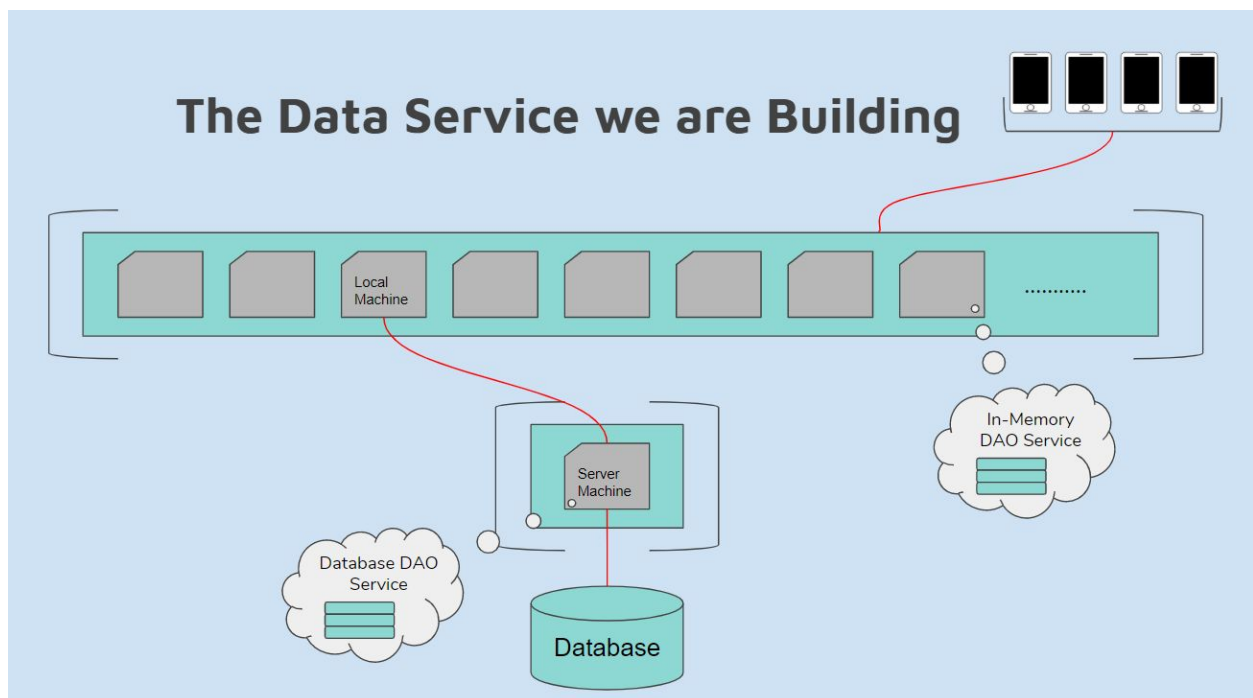 The Data Service we are Building
Local
Machine
...........
In-Memory
DAO Service
Server
Machine
Database DAO
Service
Database